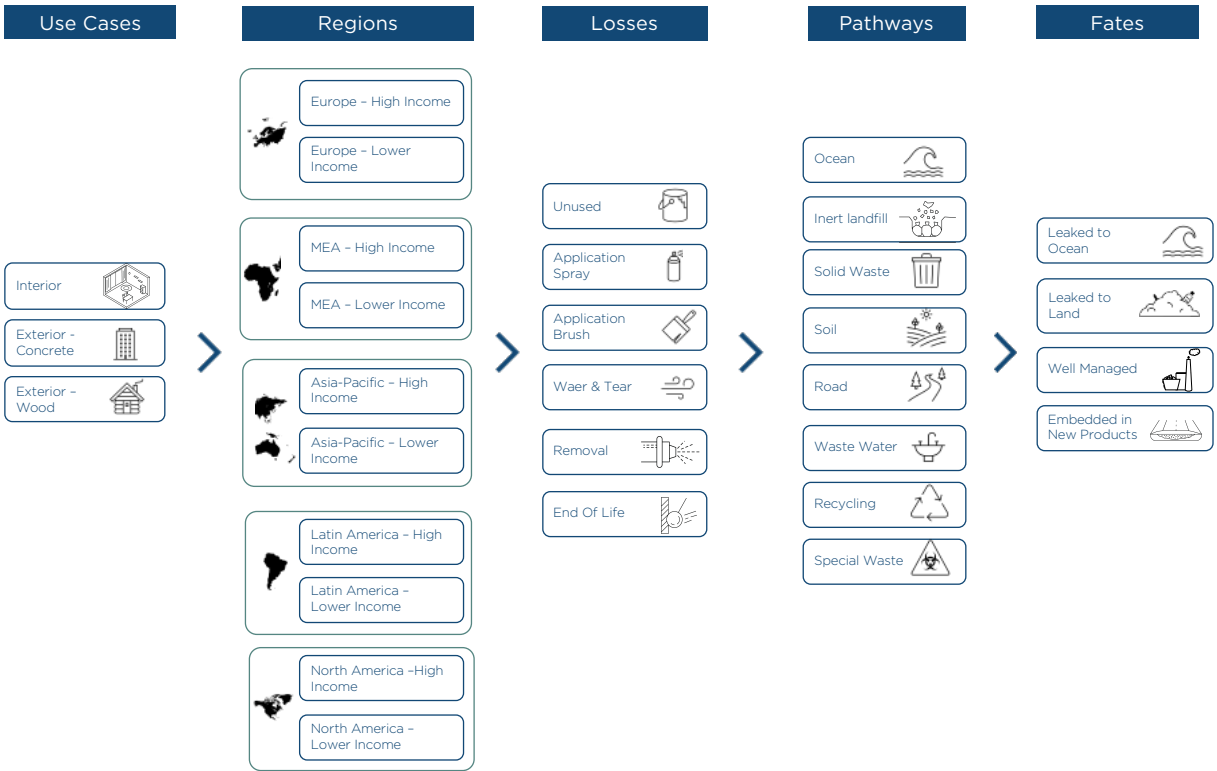 Use Cases
Regions
Losses
Pathways
Fates
Interior
Exterior -
Concrete
Exterior –
Wood
Europe – High Income
Europe – Lower
Income
MEA – High Income
MEA – Lower Income
Asia-Pacific – High
Income
Asia-Pacific – Lower
Income
Latin America – High
Income
Latin America –
Lower Income
North America –High
Income
North America –
Lower Income
Unused
Application
Spray
Application
Brush
Waer & Tear
Removal
End Of Life
Ocean
Inert landfill
Solid Waste
Soil
Road
Waste Water
Recycling
Special Waste
Leaked to
Ocean
Leaked to
Land
Well Managed
Embedded in
New Products